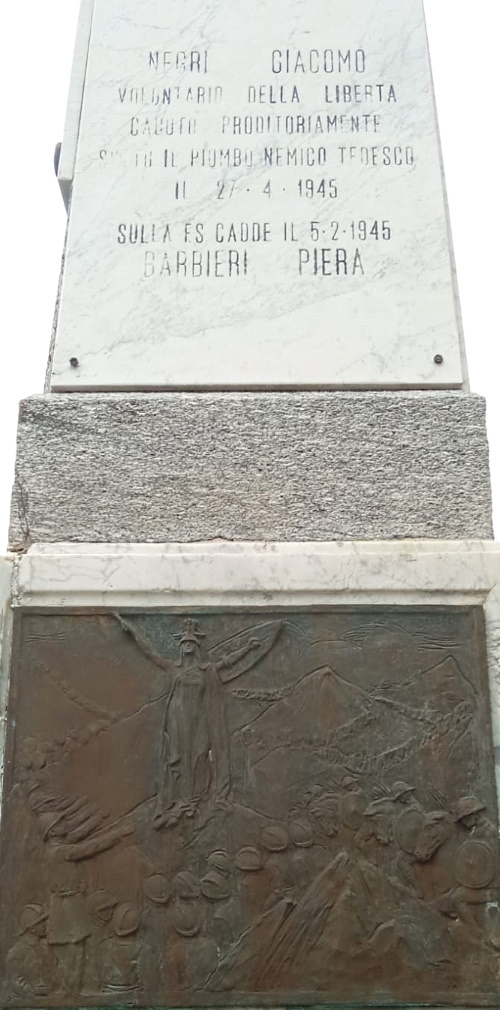 NEGRI GIACOMO
VOLONTARIO DELLA LIBERTA
CADUTO PRODITORIAMENTE
SOTTO IL PIOMBO NEMICO TEDESCO
IL 27·4·1945
SULLA F.S CADDE IL 5·2·1945
BARBIERI PIERA